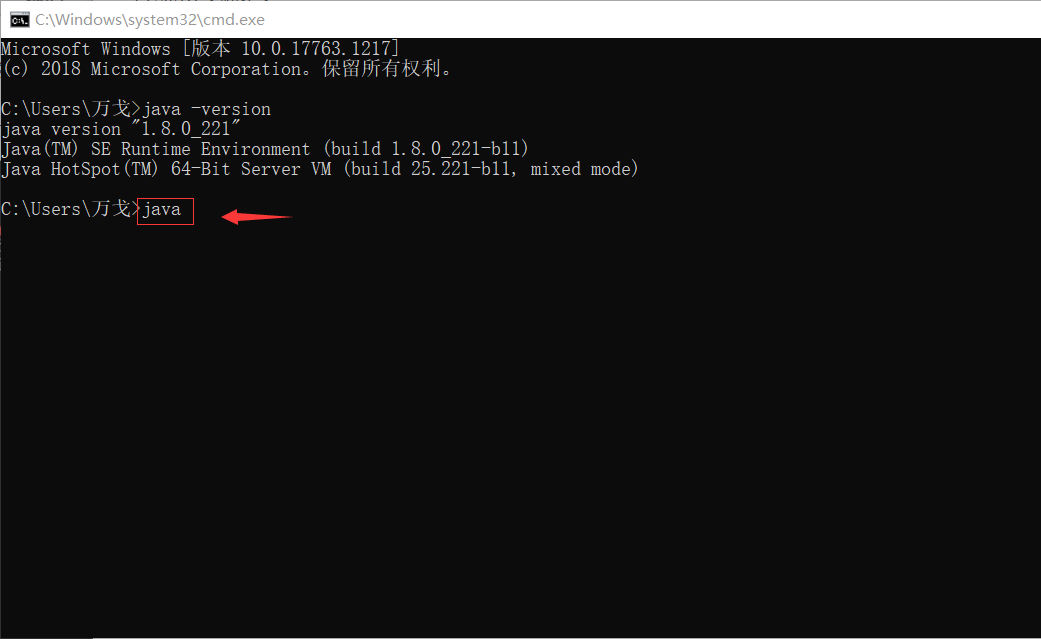 C:\Windows\system32\cmd.exe
Microsoft Windows [版本 10.0.17763.1217]
(c) 2018 Microsoft Corporation。保留所有权利。
C:\Users\万戈>java -version
java version "1.8.0_221"
Java(TM) SE Runtime Environment (build 1.8.0_221-b11)
Java HotSpot(TM) 64-Bit Server VM (build 25.221-b11, mixed mode)
C:\Users\万戈>java